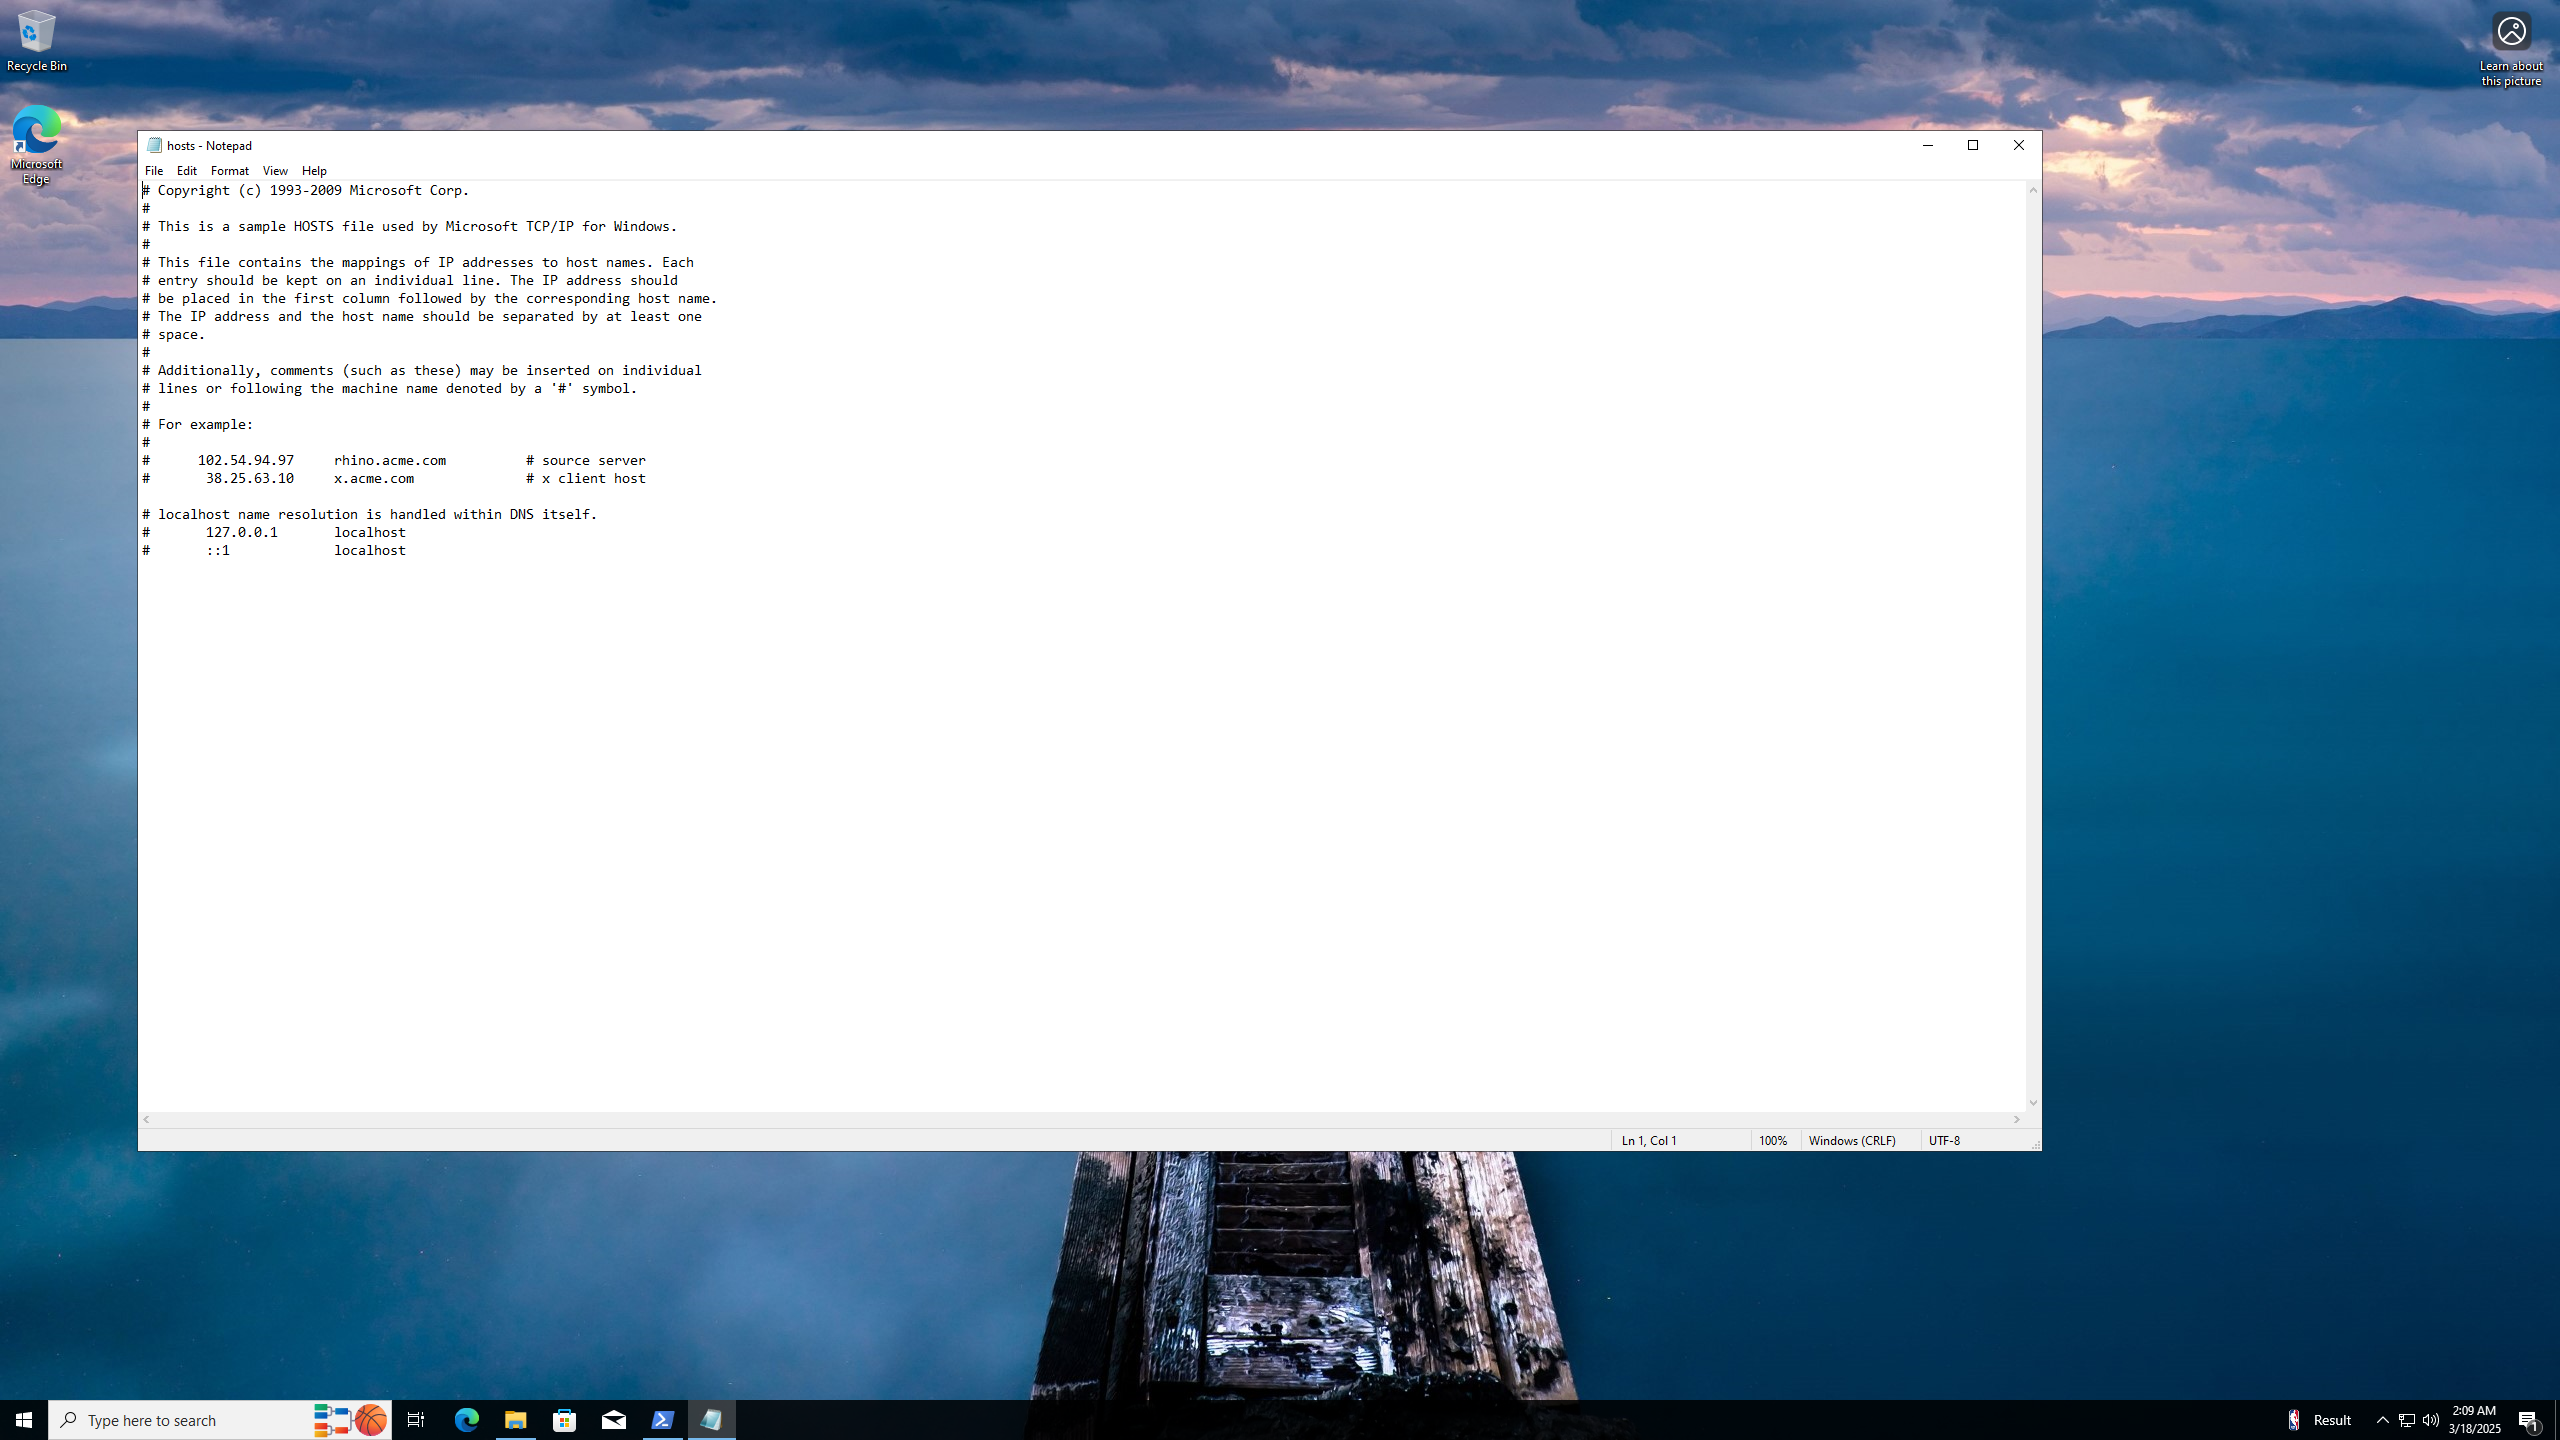 Recycle Bin
Learn about
this picture
Microsoft
Edge
hosts - Notepad
File Edit Format View Help
# Copyright (c) 1993-2009 Microsoft Corp.
#
# This is a sample HOSTS file used by Microsoft TCP/IP for Windows.
#
# This file contains the mappings of IP addresses to host names. Each
# entry should be kept on an individual line. The IP address should
# be placed in the first column followed by the corresponding host name.
# The IP address and the host name should be separated by at least one
# space.
#
# Additionally, comments (such as these) may be inserted on individual
# lines or following the machine name denoted by a '#' symbol.
#
# For example:
#
#      102.54.94.97     rhino.acme.com          # source server
#       38.25.63.10     x.acme.com              # x client host

# localhost name resolution is handled within DNS itself.
#       127.0.0.1       localhost
#       ::1             localhost
Ln 1, Col 1 100% Windows (CRLF) UTF-8
Type here to search
Result
2:09 AM
3/18/2025
1